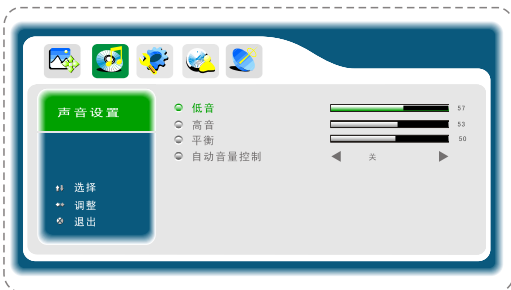 声音设置
低音 57
高音 53
平衡 50
自动音量控制 关
选择
调整
退出